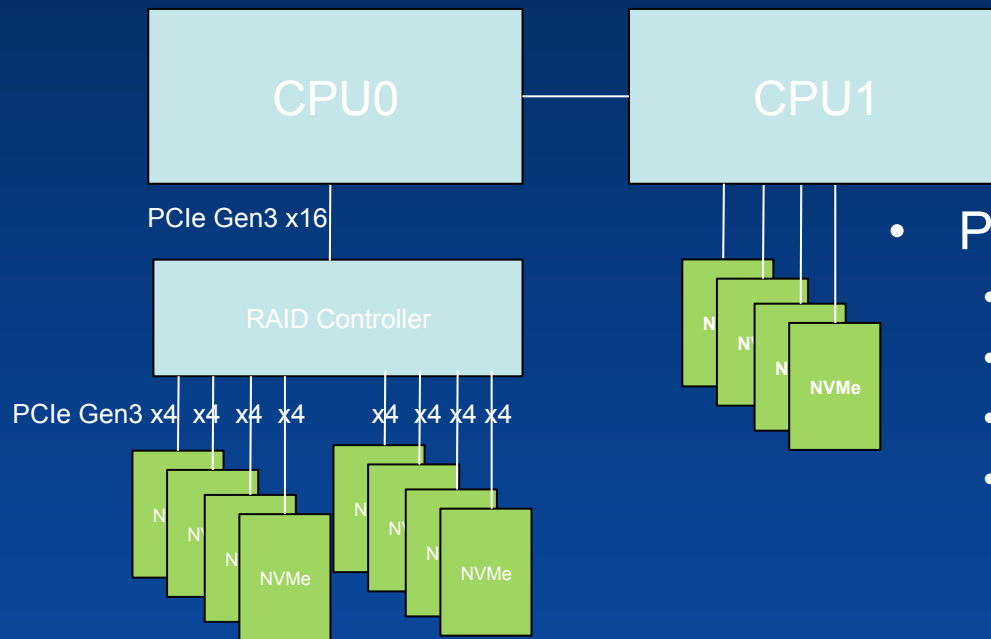 CPU0
CPU1
PCIe Gen3 x16
• P
RAID Controller
NVMe
PCIe Gen3 x4 x4 x4 x4 x4 x4 x4 x4
NVMe
NVMe